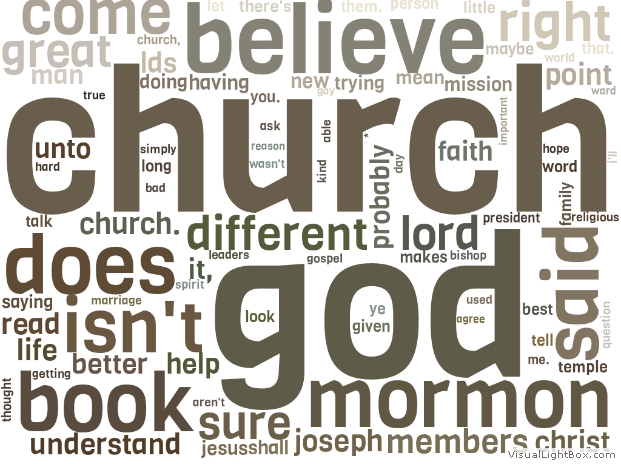 come
let there's them. person little
believe
right
great
church,
lds
maybe that.
man
doing having new trying mean mission point
world
ward
true
you.
gay
church
important
unto
simply
ask
able
*
hard
long
reason
faith
hope
word
bad
wasn't
kind
probably
day
i'll
talk
church.
different
lord
president
family
religious
does
it,
leaders
gospel
makes bishop
spirit
god
said
saying
marriage
isn't
look
ye
given
used
agree
best
question
read
life
better
help
tell
me.
temple
getting
thought
book
aren't
sure
mormon
understand
jesus shall
joseph members christ
VisualLightBox.com